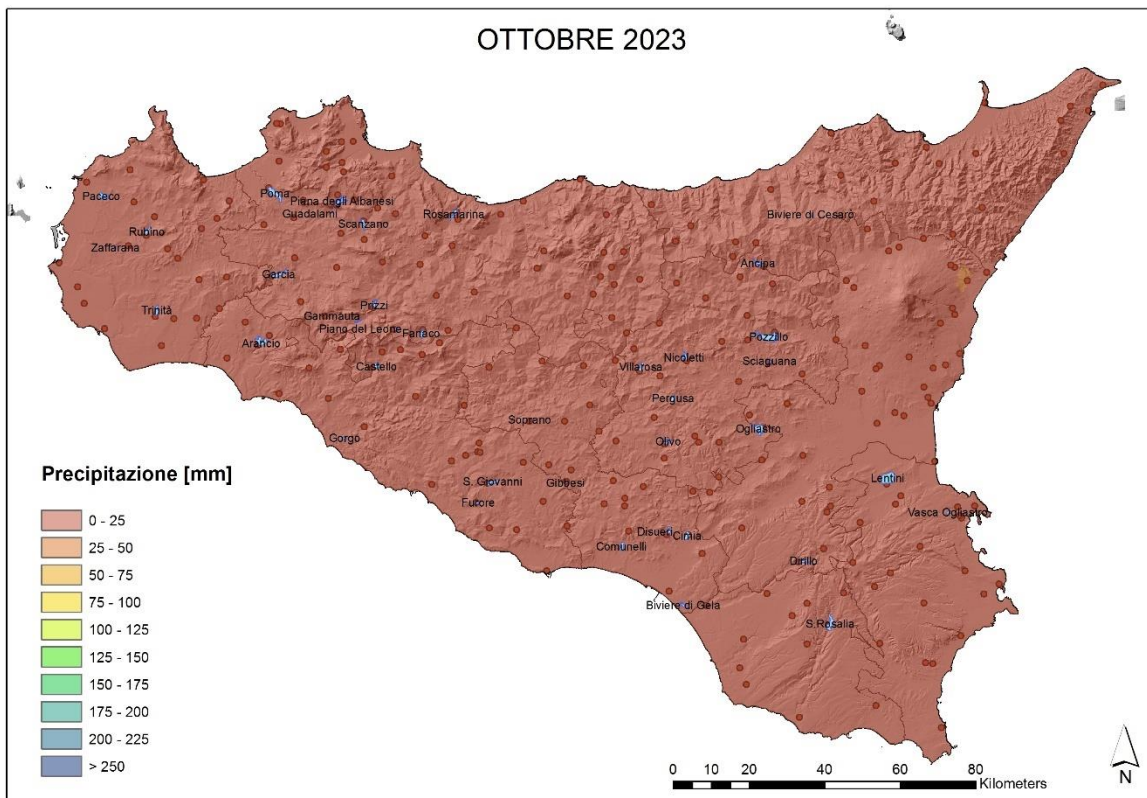 OTTOBRE 2023
Paceco
Poma
Piana degli Albanesi
Guadalami
Rosamarina
Biviere di Cesarò
Scanzano
Rubino
Zaffarana
Garcia
Ancipa
Prizzi
Trinità
Gammauta
Piano del Leone
Fanaco
Arancio
Pozzillo
Castello
Nicoletti
Villarosa
Sciaguana
Pergusa
Soprano
Ogliastro
Gorgo
Olivo
Precipitazione [mm]
S. Giovanni
Gibbesi
Lentini
Furore
Vasca Ogliastro
0 - 25
Disueri
Cimia
25 - 50
Comunelli
Dirillo
50 - 75
75 - 100
Biviere di Gela
100 - 125
S.Rosalia
125 - 150
150 - 175
175 - 200
200 - 225
> 250
N
0 5 10 20 40 60 80
Kilometers